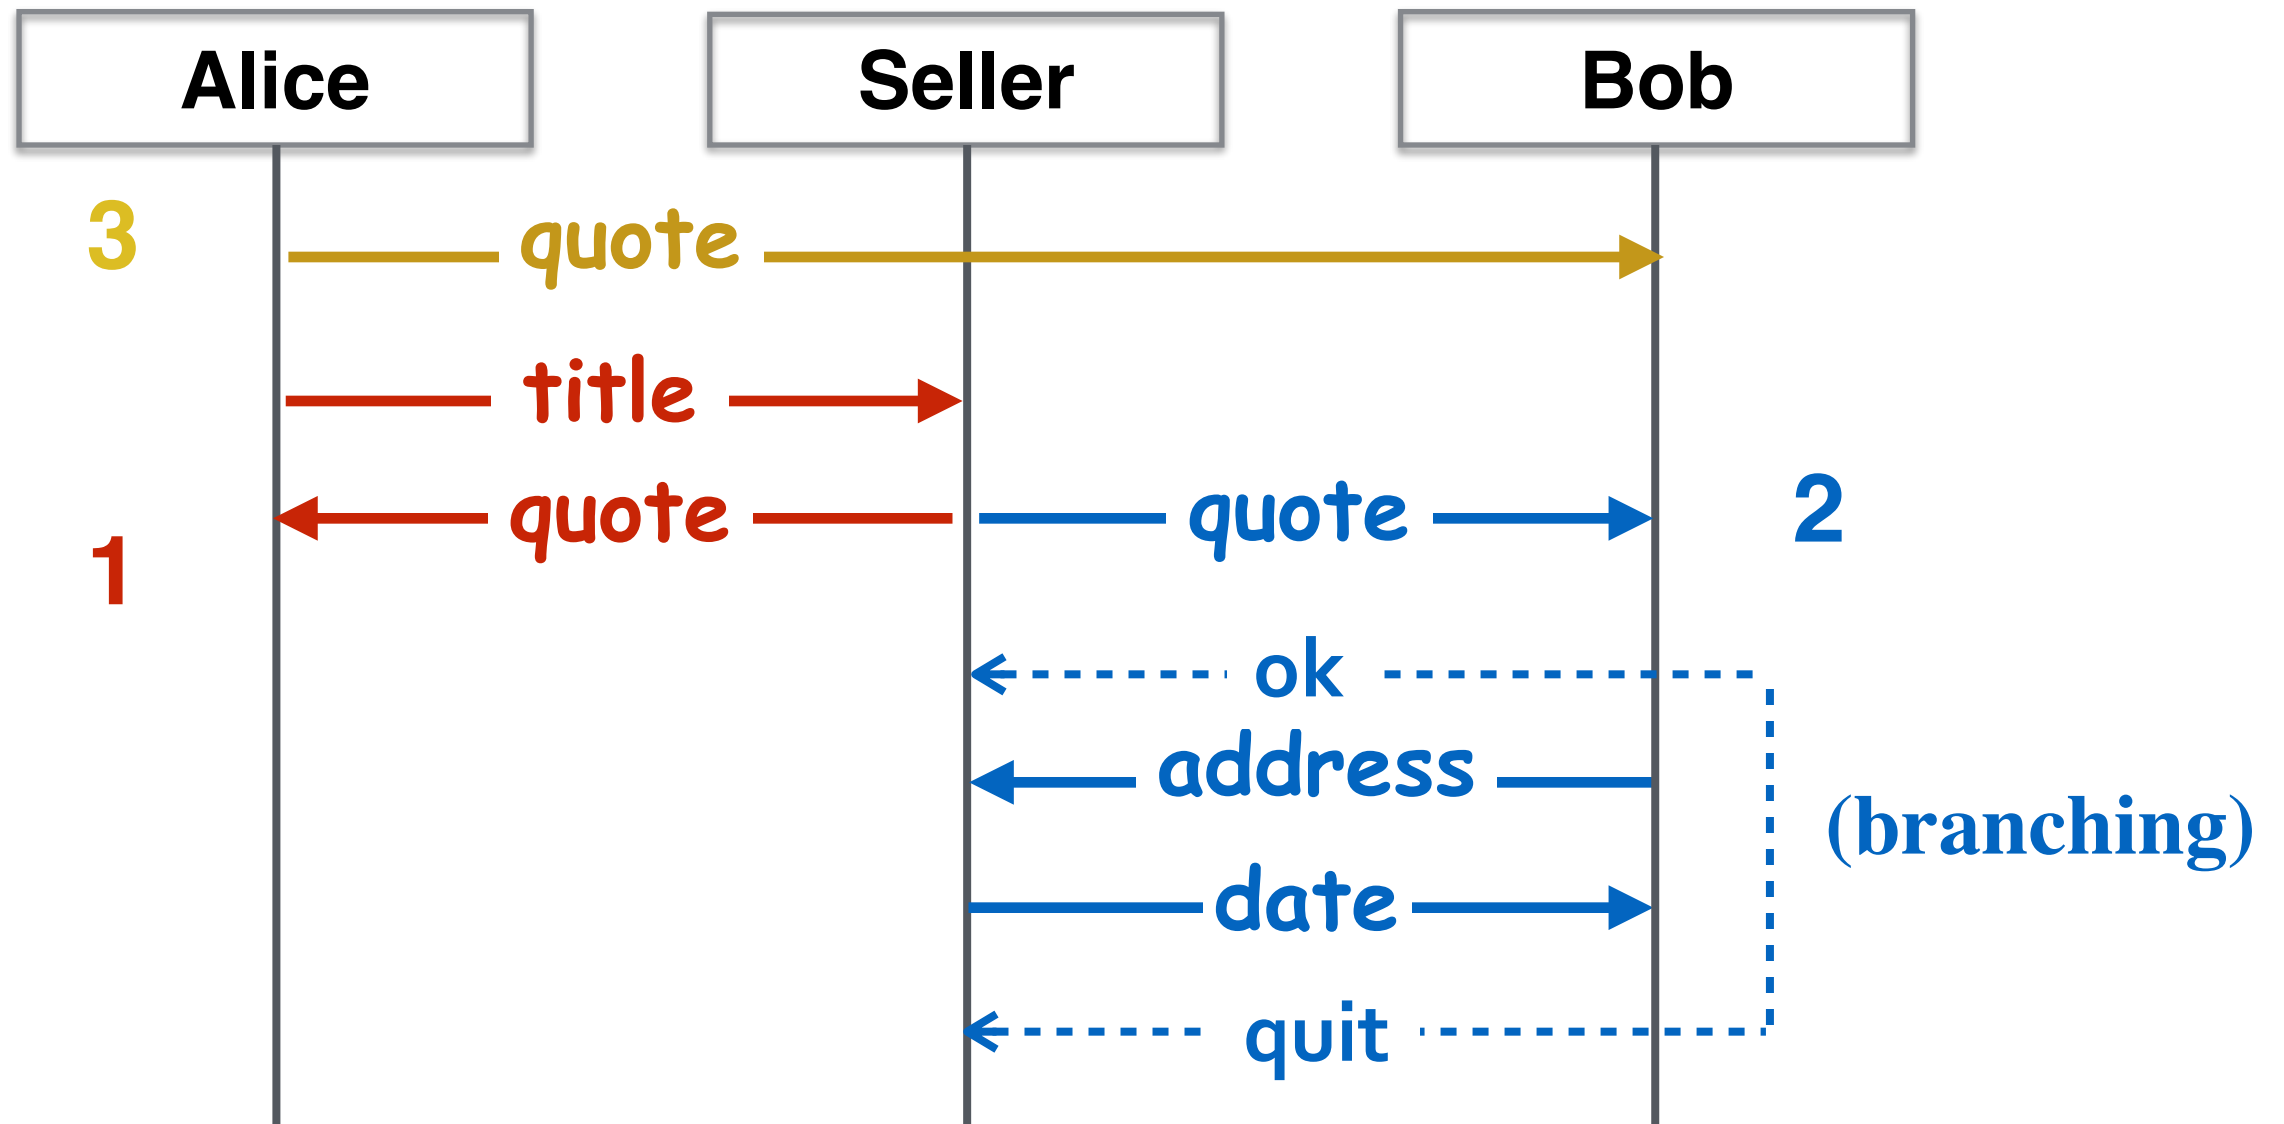 Alice Seller Bob
3 quote
title
quote quote 2
1
ok
address
(branching)
date
quit